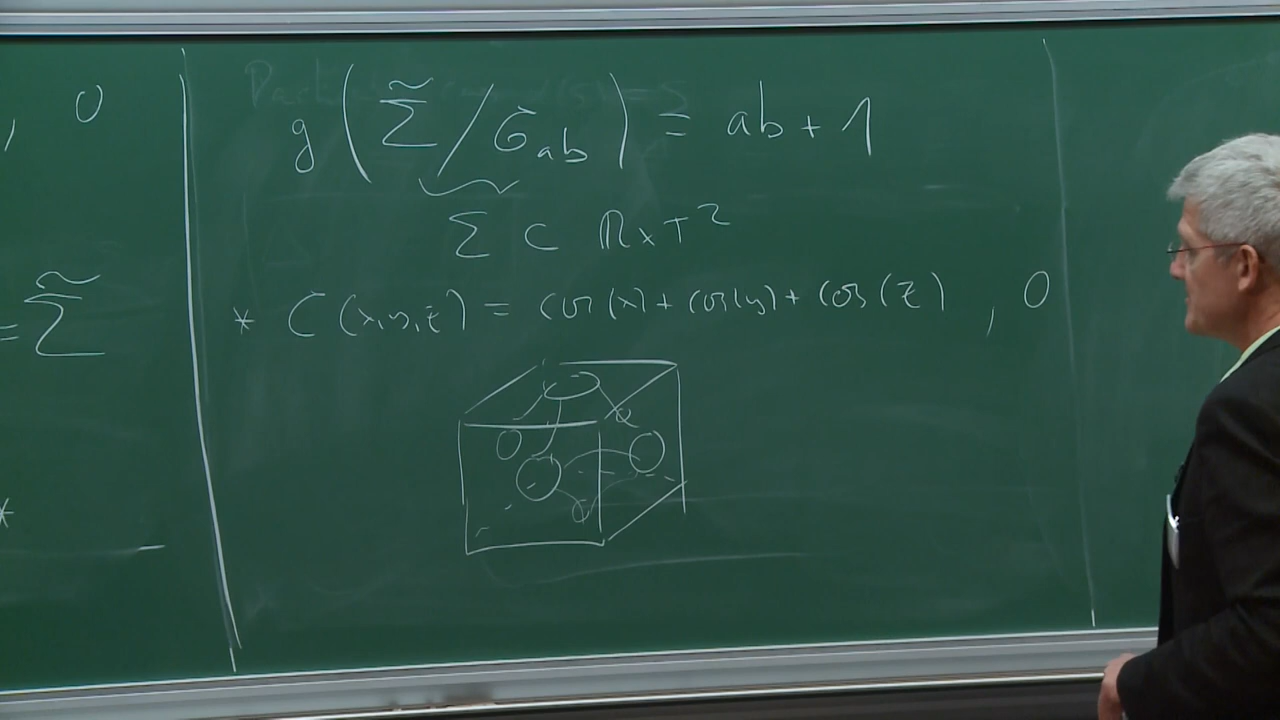 , 0
g(Σ̃/G_ab) = ab + 1
Σ ⊂ ℝ×T²
= Σ̃
* C(x,y,z) = cos(x) + cos(y) + cos(z) , 0
*